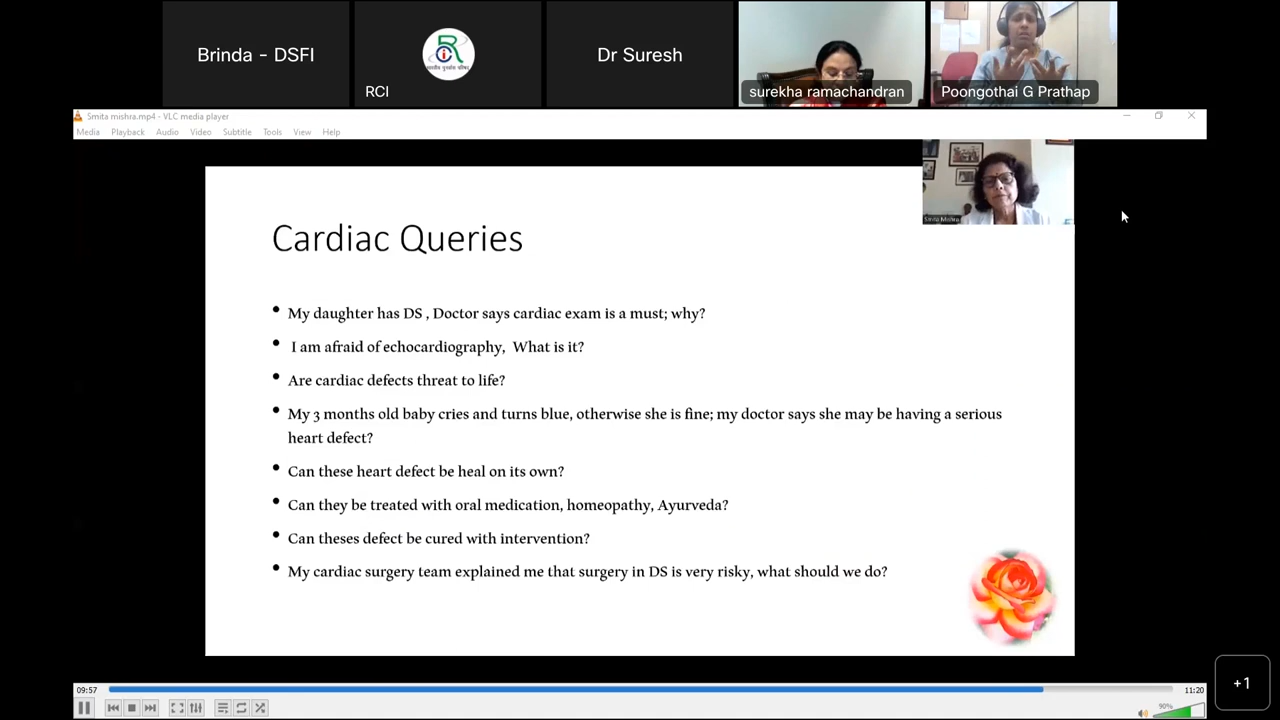 Brinda - DSFI
RCI
Dr Suresh
surekha ramachandran
Poongothai G Prathap
Smita mishra.mp4 - VLC media player
Media Playback Audio Video Subtitle Tools View Help
Smita Mishra
Cardiac Queries
• My daughter has DS , Doctor says cardiac exam is a must; why?
• I am afraid of echocardiography, What is it?
• Are cardiac defects threat to life?
• My 3 months old baby cries and turns blue, otherwise she is fine; my doctor says she may be having a serious
heart defect?
• Can these heart defect be heal on its own?
• Can they be treated with oral medication, homeopathy, Ayurveda?
• Can theses defect be cured with intervention?
• My cardiac surgery team explained me that surgery in DS is very risky, what should we do?
09:57
11:20
90%
+1